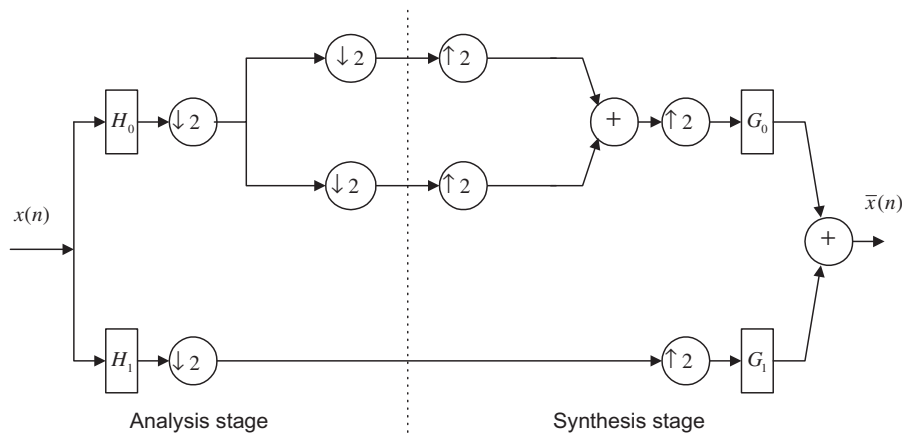 ↓2 ↑2
H₀ ↓2 + ↑2 G₀
↓2 ↑2
x(n) x̄(n)
+
H₁ ↓2 ↑2 G₁
Analysis stage Synthesis stage